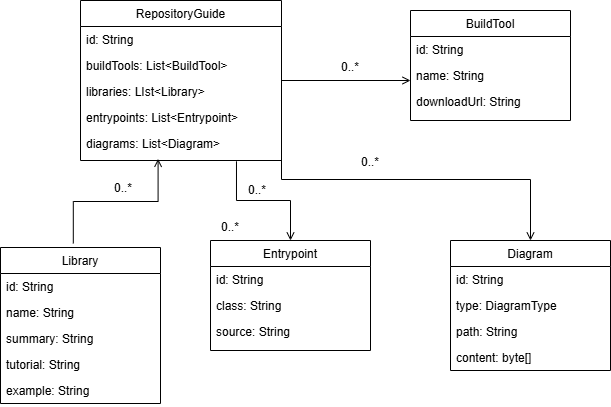 RepositoryGuide
id: String
buildTools: List<BuildTool>
libraries: LIst<Library>
entrypoints: List<Entrypoint>
diagrams: List<Diagram>
0..*
BuildTool
id: String
name: String
downloadUrl: String
0..*
0..*
0..*
0..*
Library
id: String
name: String
summary: String
tutorial: String
example: String
Entrypoint
id: String
class: String
source: String
Diagram
id: String
type: DiagramType
path: String
content: byte[]